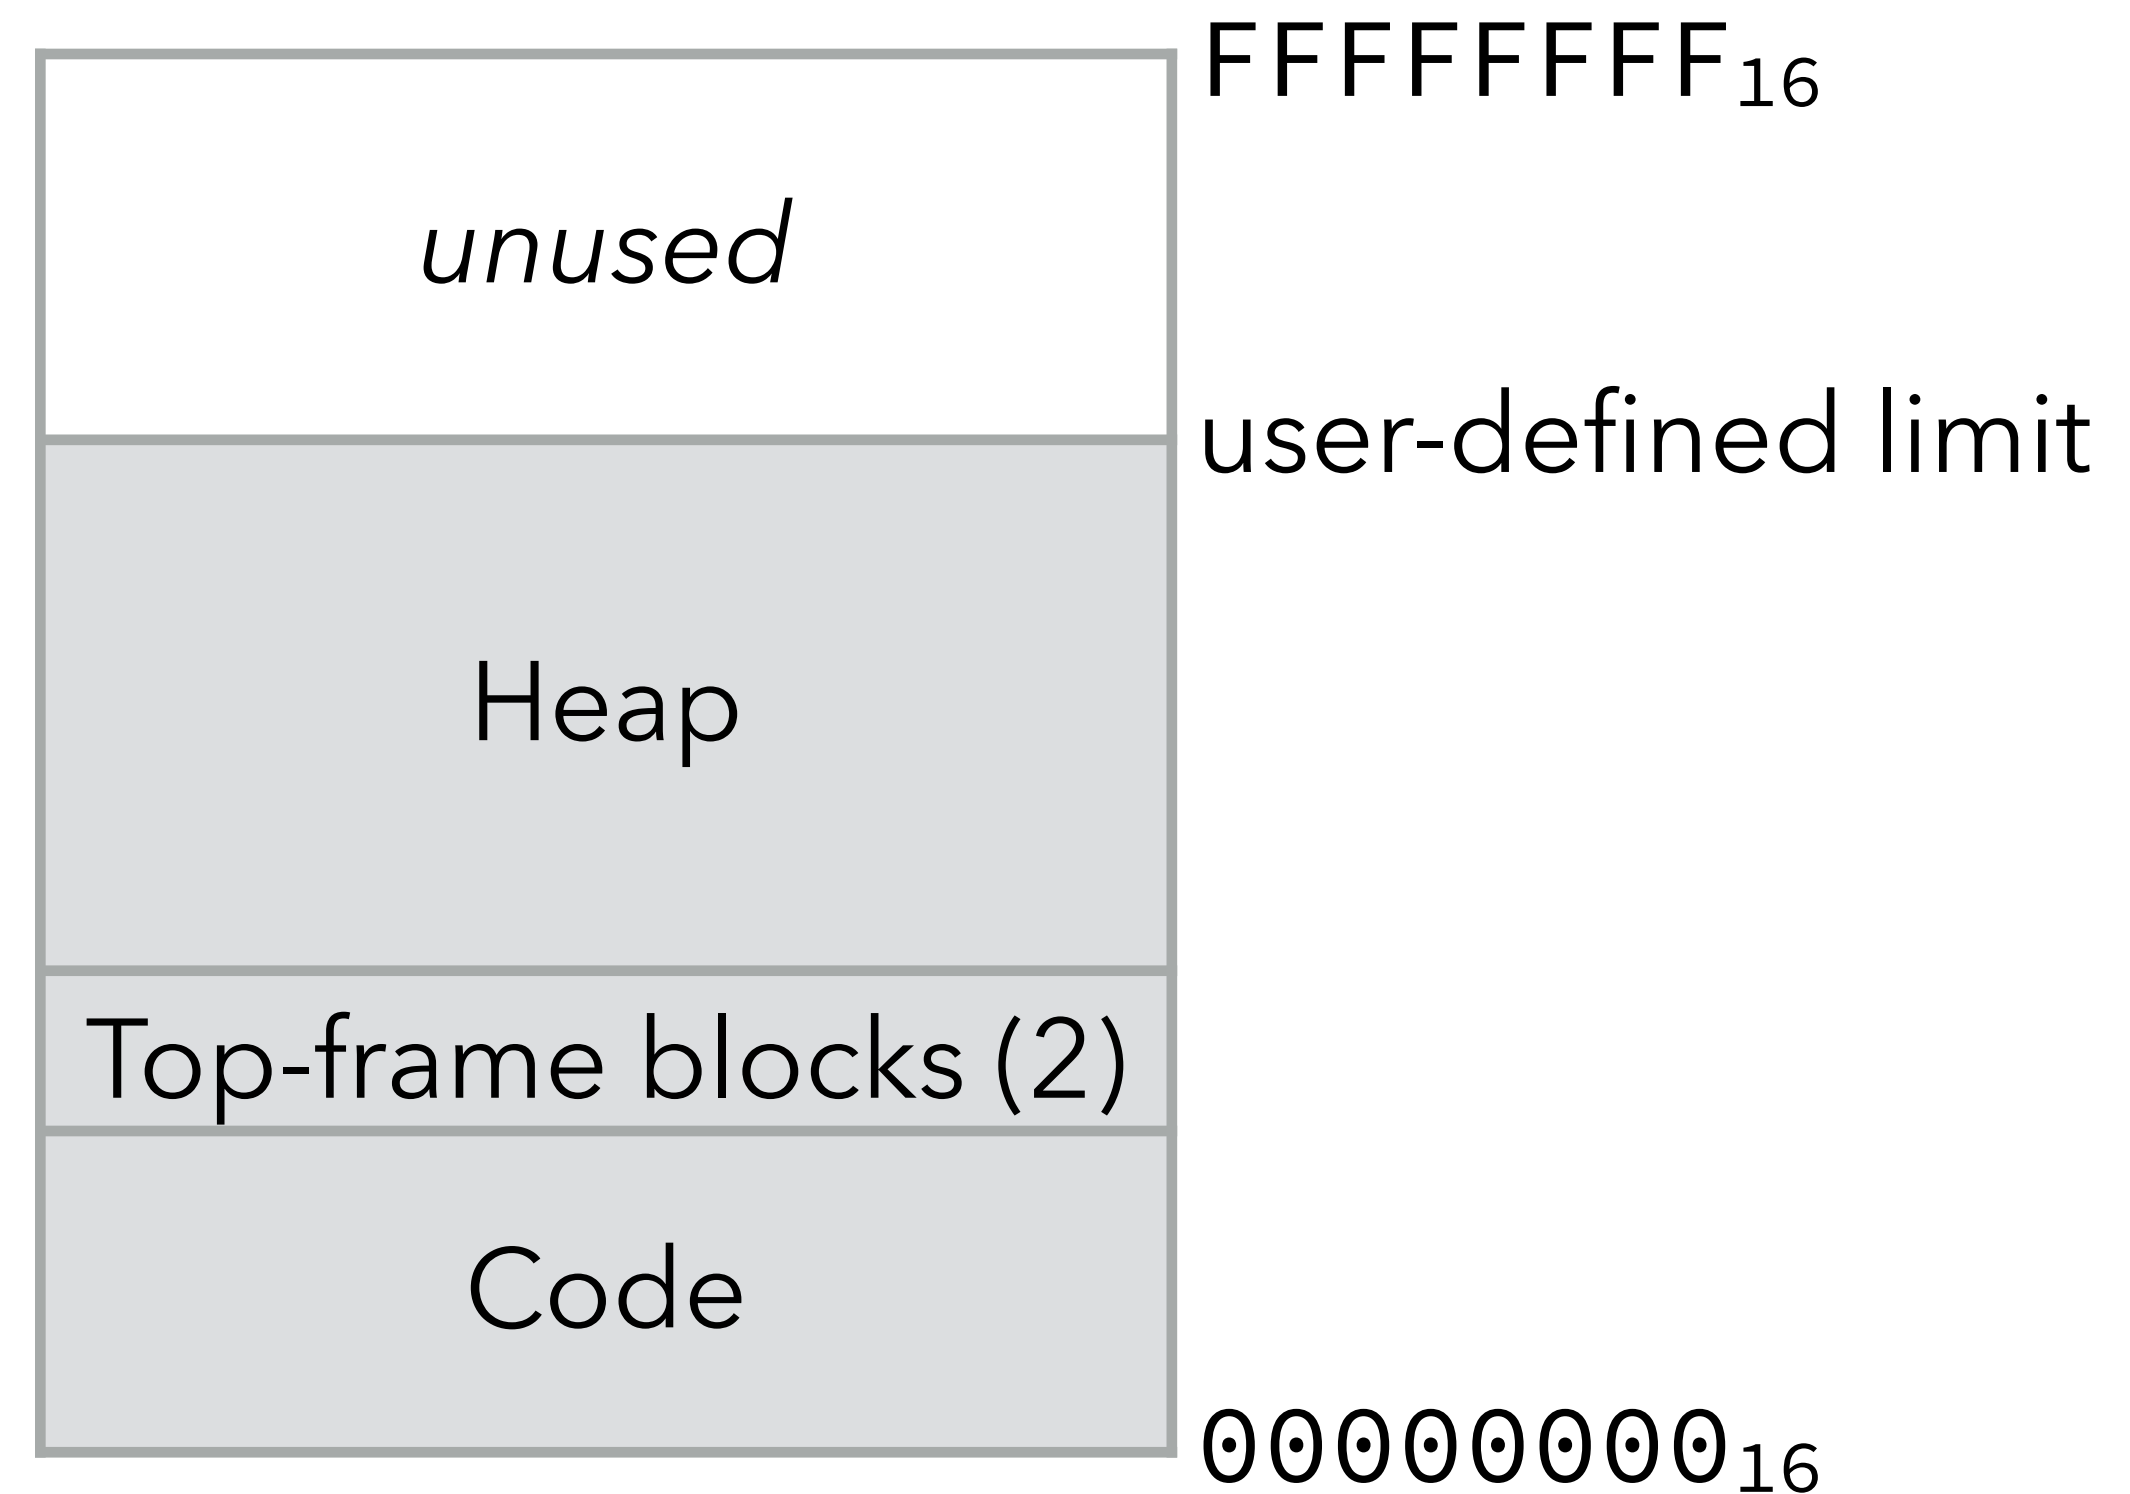 FFFFFFFF₁₆
unused
user-defined limit
Heap
Top-frame blocks (2)
Code
00000000₁₆